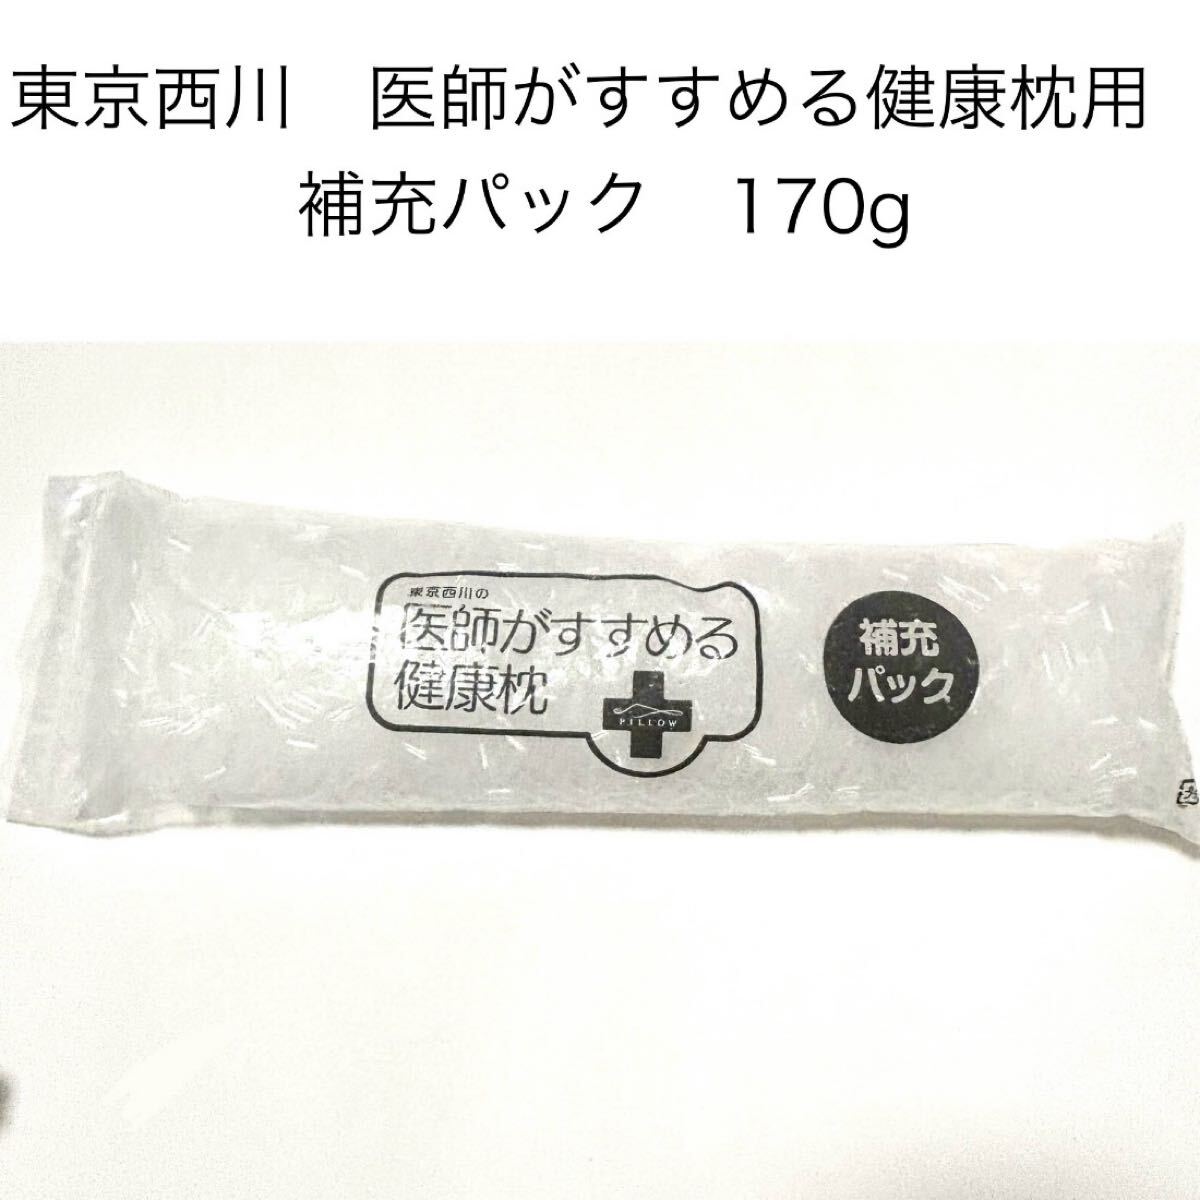 東京西川　医師がすすめる健康枕用
補充パック　170g
東京西川の
医師がすすめる
健康枕
PILLOW
補充
パック